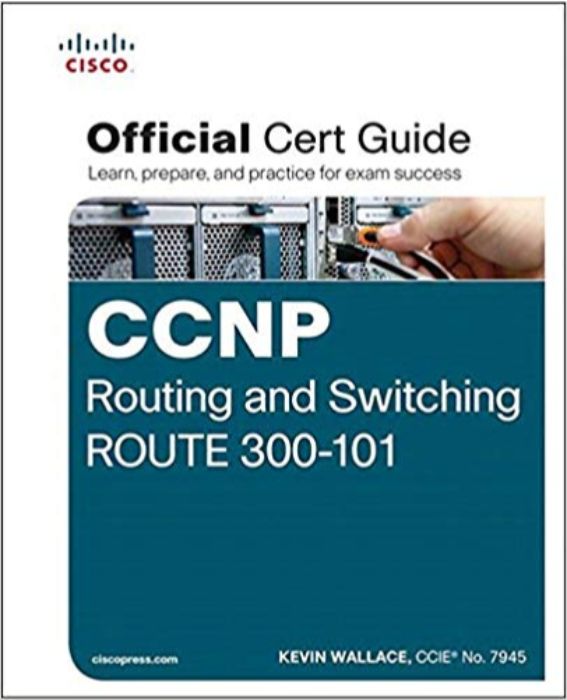 CISCO
Official Cert Guide
Learn, prepare, and practice for exam success
CCNP
Routing and Switching
ROUTE 300-101
ciscopress.com
KEVIN WALLACE, CCIE® No. 7945